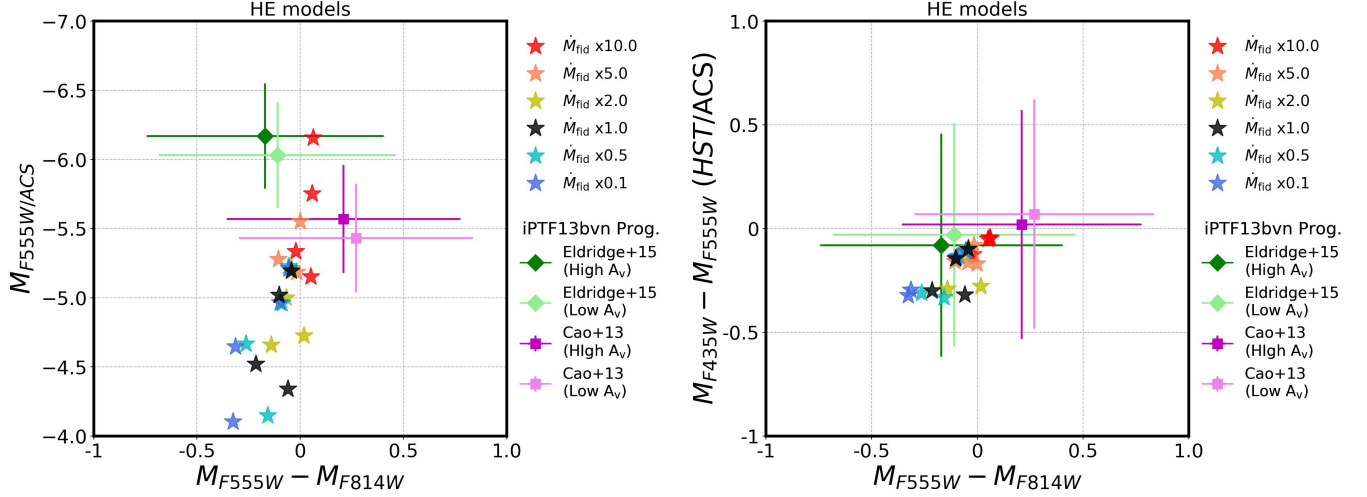 HE models
−7.0
−6.5
−6.0
−5.5
−5.0
−4.5
−4.0
M_F555W/ACS
-1
-0.5
0
0.5
1.0
M_F555W − M_F814W
Ṁ_fid x10.0
Ṁ_fid x5.0
Ṁ_fid x2.0
Ṁ_fid x1.0
Ṁ_fid x0.5
Ṁ_fid x0.1
iPTF13bvn Prog.
Eldridge+15
(High A_v)
Eldridge+15
(Low A_v)
Cao+13
(HIgh A_v)
Cao+13
(Low A_v)
HE models
1.0
0.5
0
-0.5
-1
M_F435W − M_F555W (HST/ACS)
-1
-0.5
0
0.5
1.0
M_F555W − M_F814W
Ṁ_fid x10.0
Ṁ_fid x5.0
Ṁ_fid x2.0
Ṁ_fid x1.0
Ṁ_fid x0.5
Ṁ_fid x0.1
iPTF13bvn Prog.
Eldridge+15
(High A_v)
Eldridge+15
(Low A_v)
Cao+13
(HIgh A_v)
Cao+13
(Low A_v)